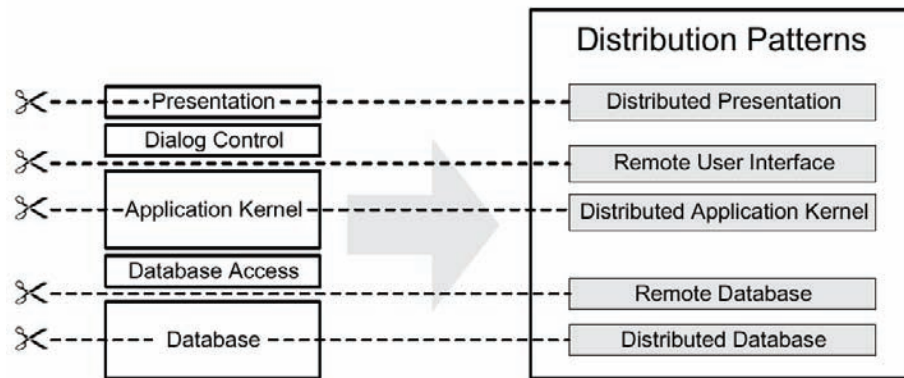 Distribution Patterns
Presentation
Distributed Presentation
Dialog Control
Remote User Interface
Application Kernel
Distributed Application Kernel
Database Access
Remote Database
Database
Distributed Database